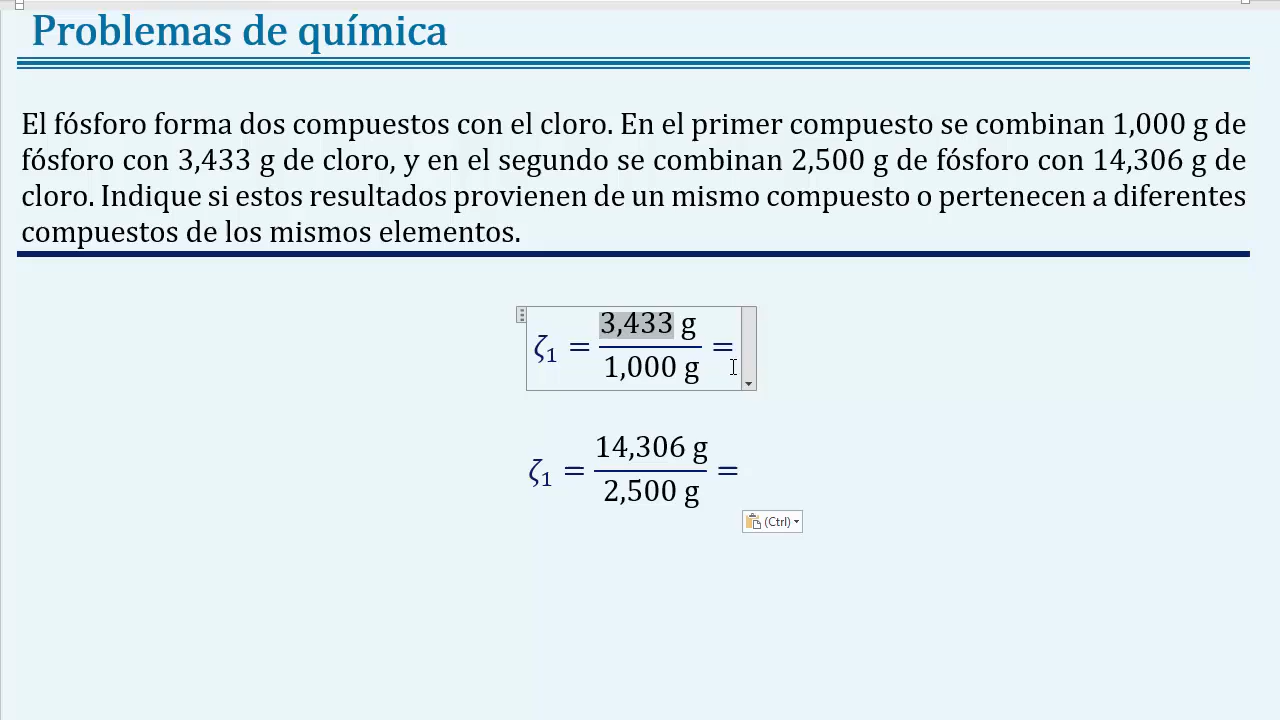 Problemas de química
El fósforo forma dos compuestos con el cloro. En el primer compuesto se combinan 1,000 g de
fósforo con 3,433 g de cloro, y en el segundo se combinan 2,500 g de fósforo con 14,306 g de
cloro. Indique si estos resultados provienen de un mismo compuesto o pertenecen a diferentes
compuestos de los mismos elementos.
ζ₁ = 3,433 g / 1,000 g =
ζ₁ = 14,306 g / 2,500 g =
(Ctrl)